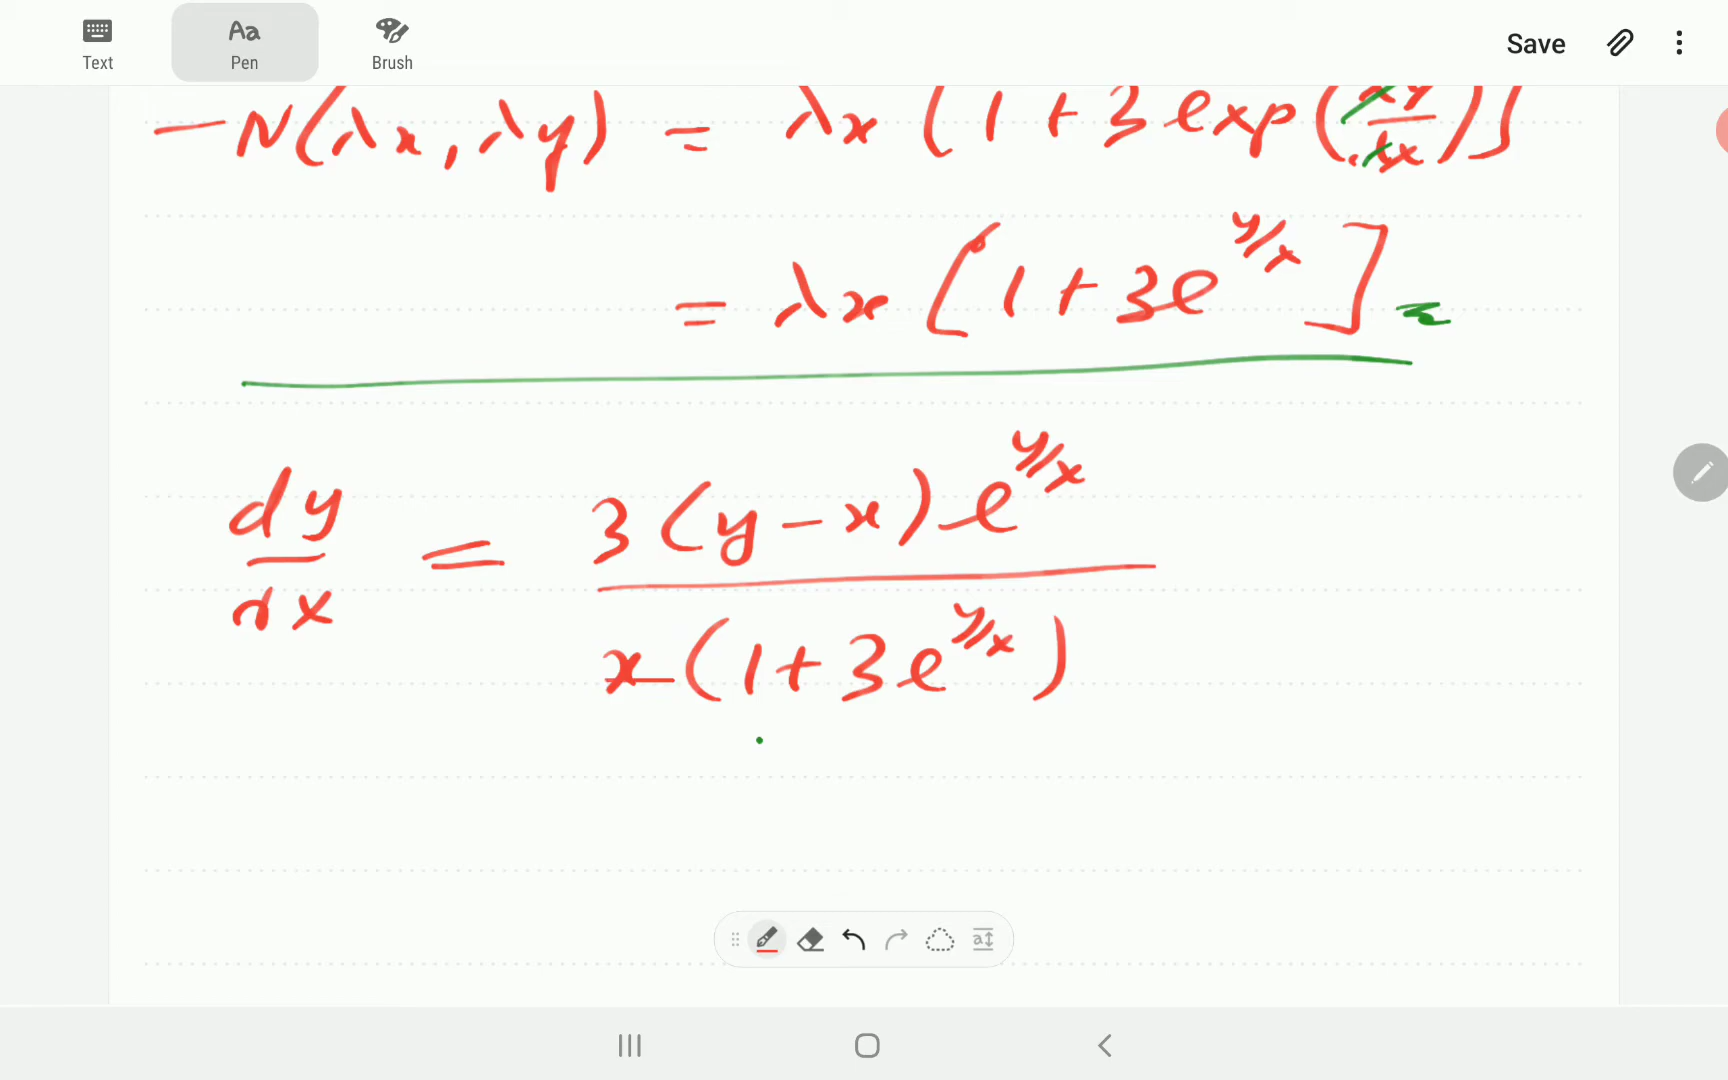 Text Pen Brush Save
-N(λx, λy) = λx [1 + 3 exp(λy/λx)]
= λx [1 + 3e^{y/x}]
dy/dx = 3(y-x) e^{y/x} / x(1+3e^{y/x})